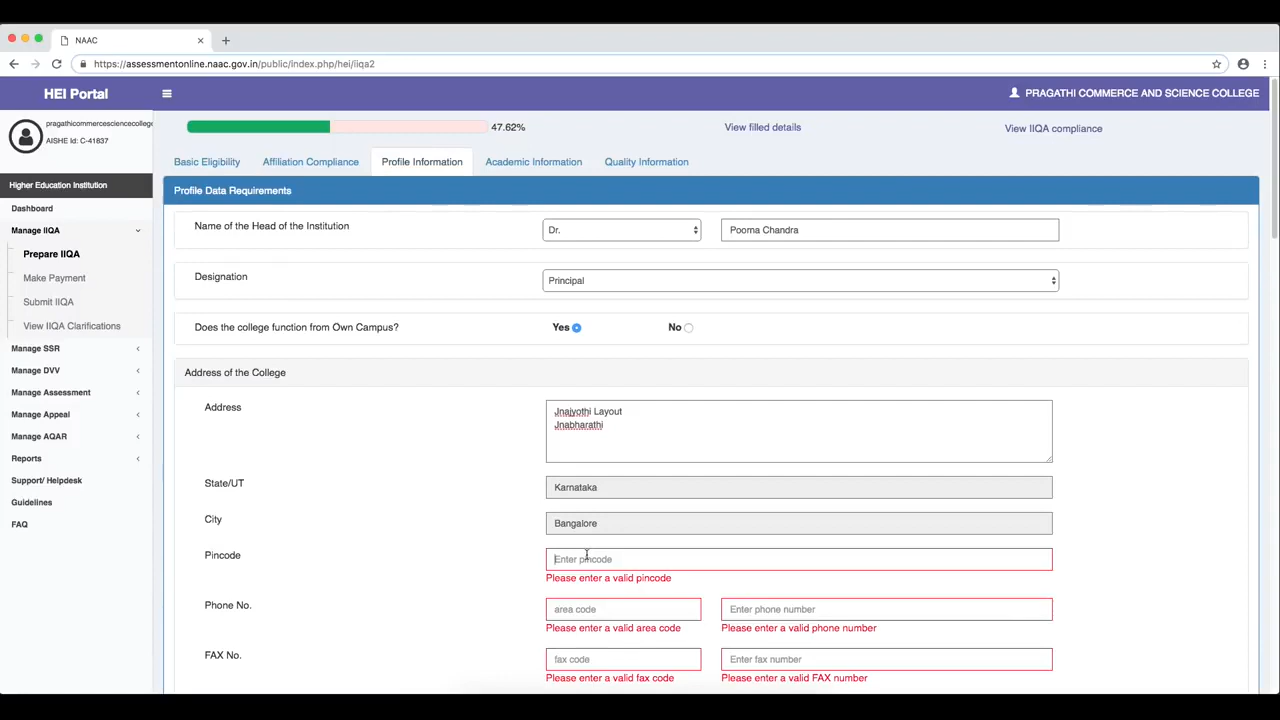 NAAC
https://assessmentonline.naac.gov.in/public/index.php/hei/iiqa2
HEI Portal
PRAGATHI COMMERCE AND SCIENCE COLLEGE
pragathicommercesciencecollege
AISHE Id: C-41837
47.62%
View filled details
View IIQA compliance
Basic Eligibility
Affiliation Compliance
Profile Information
Academic Information
Quality Information
Higher Education Institution
Dashboard
Manage IIQA
Prepare IIQA
Make Payment
Submit IIQA
View IIQA Clarifications
Manage SSR
Manage DVV
Manage Assessment
Manage Appeal
Manage AQAR
Reports
Support/ Helpdesk
Guidelines
FAQ
Profile Data Requirements
Name of the Head of the Institution
Dr.
Poorna Chandra
Designation
Principal
Does the college function from Own Campus?
Yes
No
Address of the College
Address
Jnajyothi Layout
Jnabharathi
State/UT
Karnataka
City
Bangalore
Pincode
Enter pincode
Please enter a valid pincode
Phone No.
area code
Enter phone number
Please enter a valid area code
Please enter a valid phone number
FAX No.
fax code
Enter fax number
Please enter a valid fax code
Please enter a valid FAX number